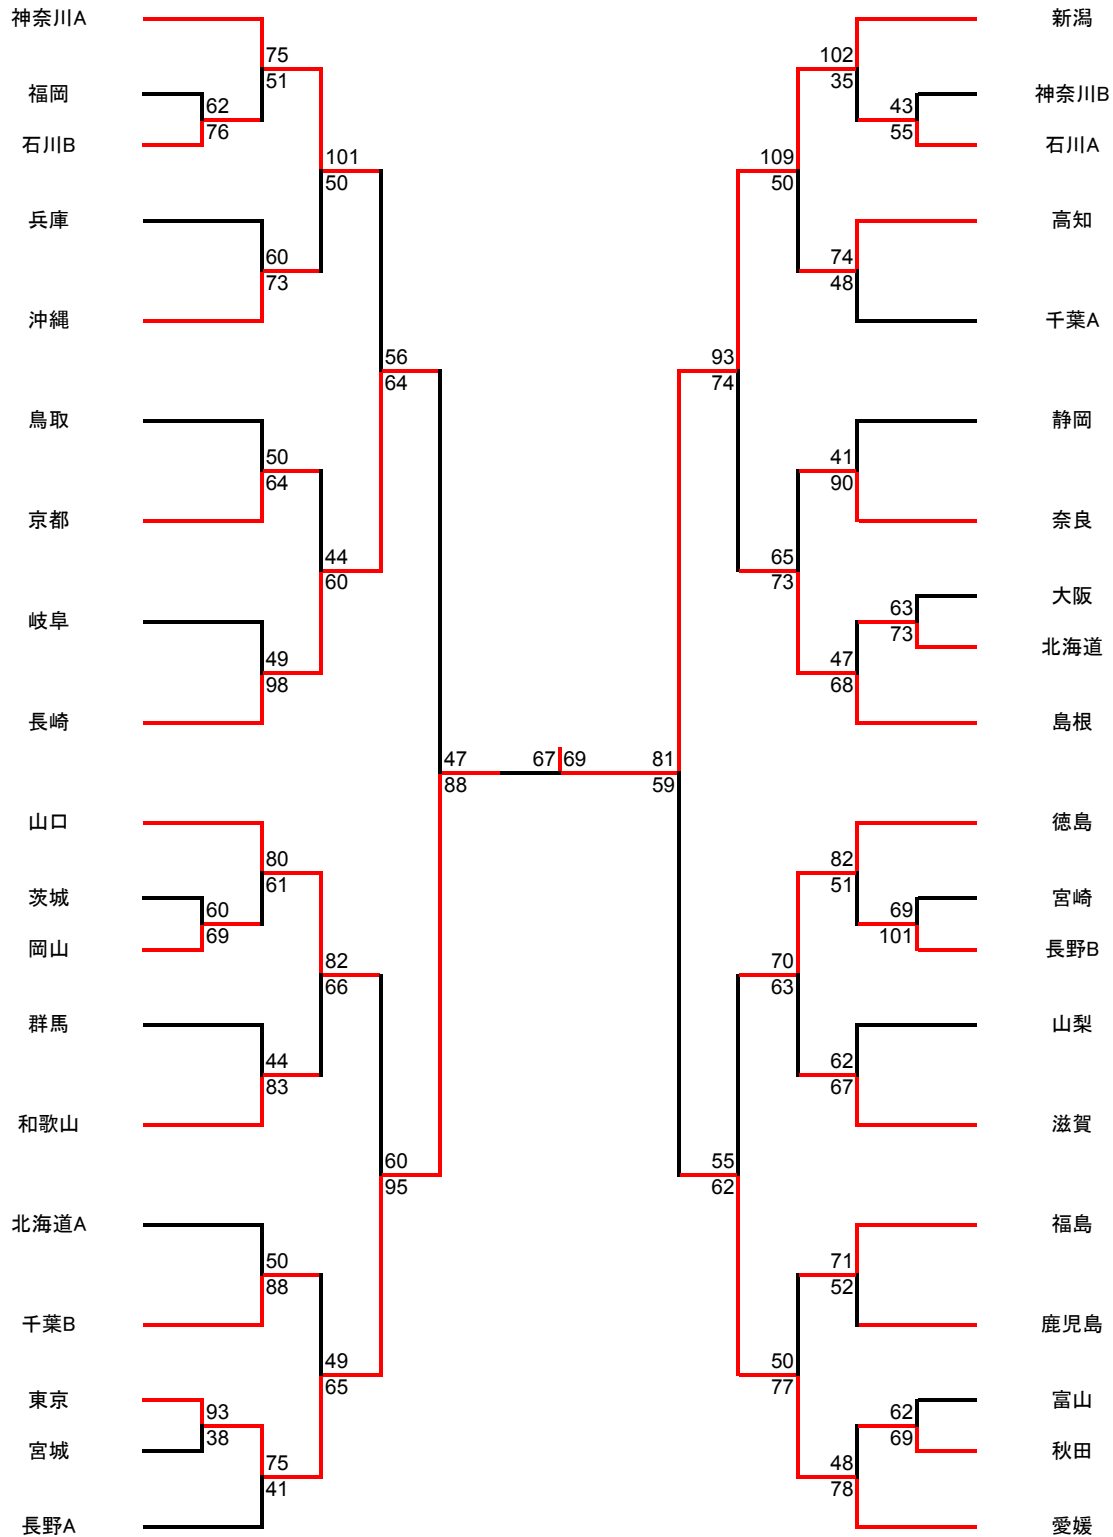 神奈川A
新潟
75
51
102
35
福岡
62
76
石川B
神奈川B
43
55
石川A
101
50
109
50
兵庫
60
73
沖縄
高知
74
48
千葉A
56
64
93
74
鳥取
50
64
京都
静岡
41
90
奈良
44
60
65
73
岐阜
49
98
長崎
大阪
63
73
北海道
47
68
島根
47
88
67
69
81
59
山口
80
61
茨城
60
69
岡山
徳島
82
51
宮崎
69
101
長野B
82
66
70
63
群馬
44
83
和歌山
山梨
62
67
滋賀
60
95
55
62
北海道A
50
88
千葉B
福島
71
52
鹿児島
49
65
50
77
東京
93
38
宮城
75
41
長野A
富山
62
69
秋田
48
78
愛媛